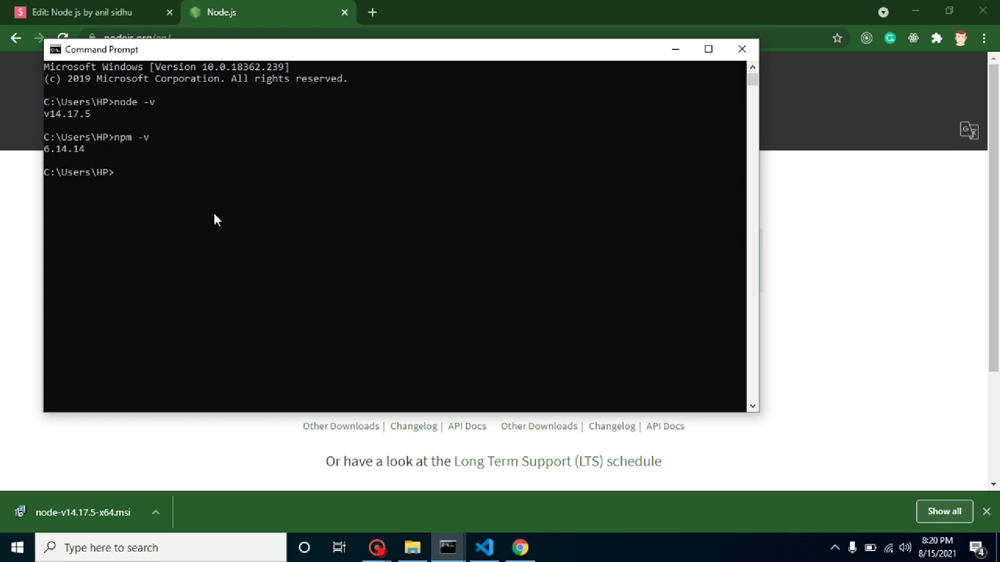 Edit: Node js by anil sidhu
Node.js
nodejs.org/en/
Command Prompt
Microsoft Windows [Version 10.0.18362.239]
(c) 2019 Microsoft Corporation. All rights reserved.
C:\Users\HP>node -v
v14.17.5
C:\Users\HP>npm -v
6.14.14
C:\Users\HP>
Other Downloads | Changelog | API Docs Other Downloads | Changelog | API Docs
Or have a look at the Long Term Support (LTS) schedule
node-v14.17.5-x64.msi
Show all
Type here to search
8:20 PM
8/15/2021
4